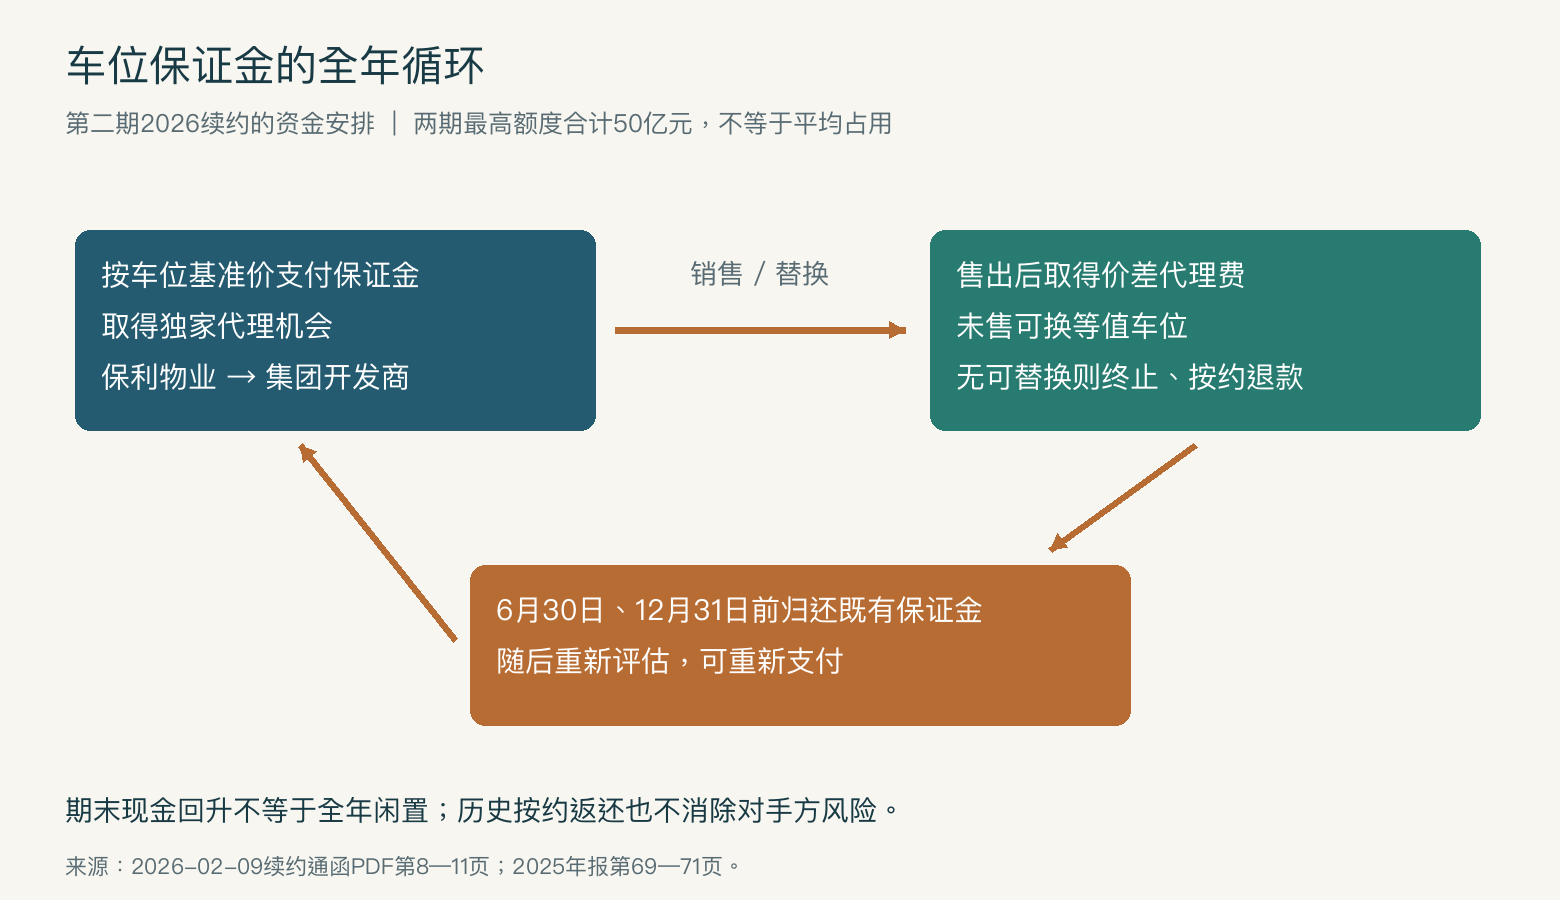 车位保证金的全年循环
第二期2026续约的资金安排 | 两期最高额度合计50亿元，不等于平均占用
按车位基准价支付保证金
取得独家代理机会
保利物业 → 集团开发商
销售 / 替换
售出后取得价差代理费
未售可换等值车位
无可替换则终止、按约退款
6月30日、12月31日前归还既有保证金
随后重新评估，可重新支付
期末现金回升不等于全年闲置；历史按约返还也不消除对手方风险。
来源：2026-02-09续约通函PDF第8—11页；2025年报第69—71页。